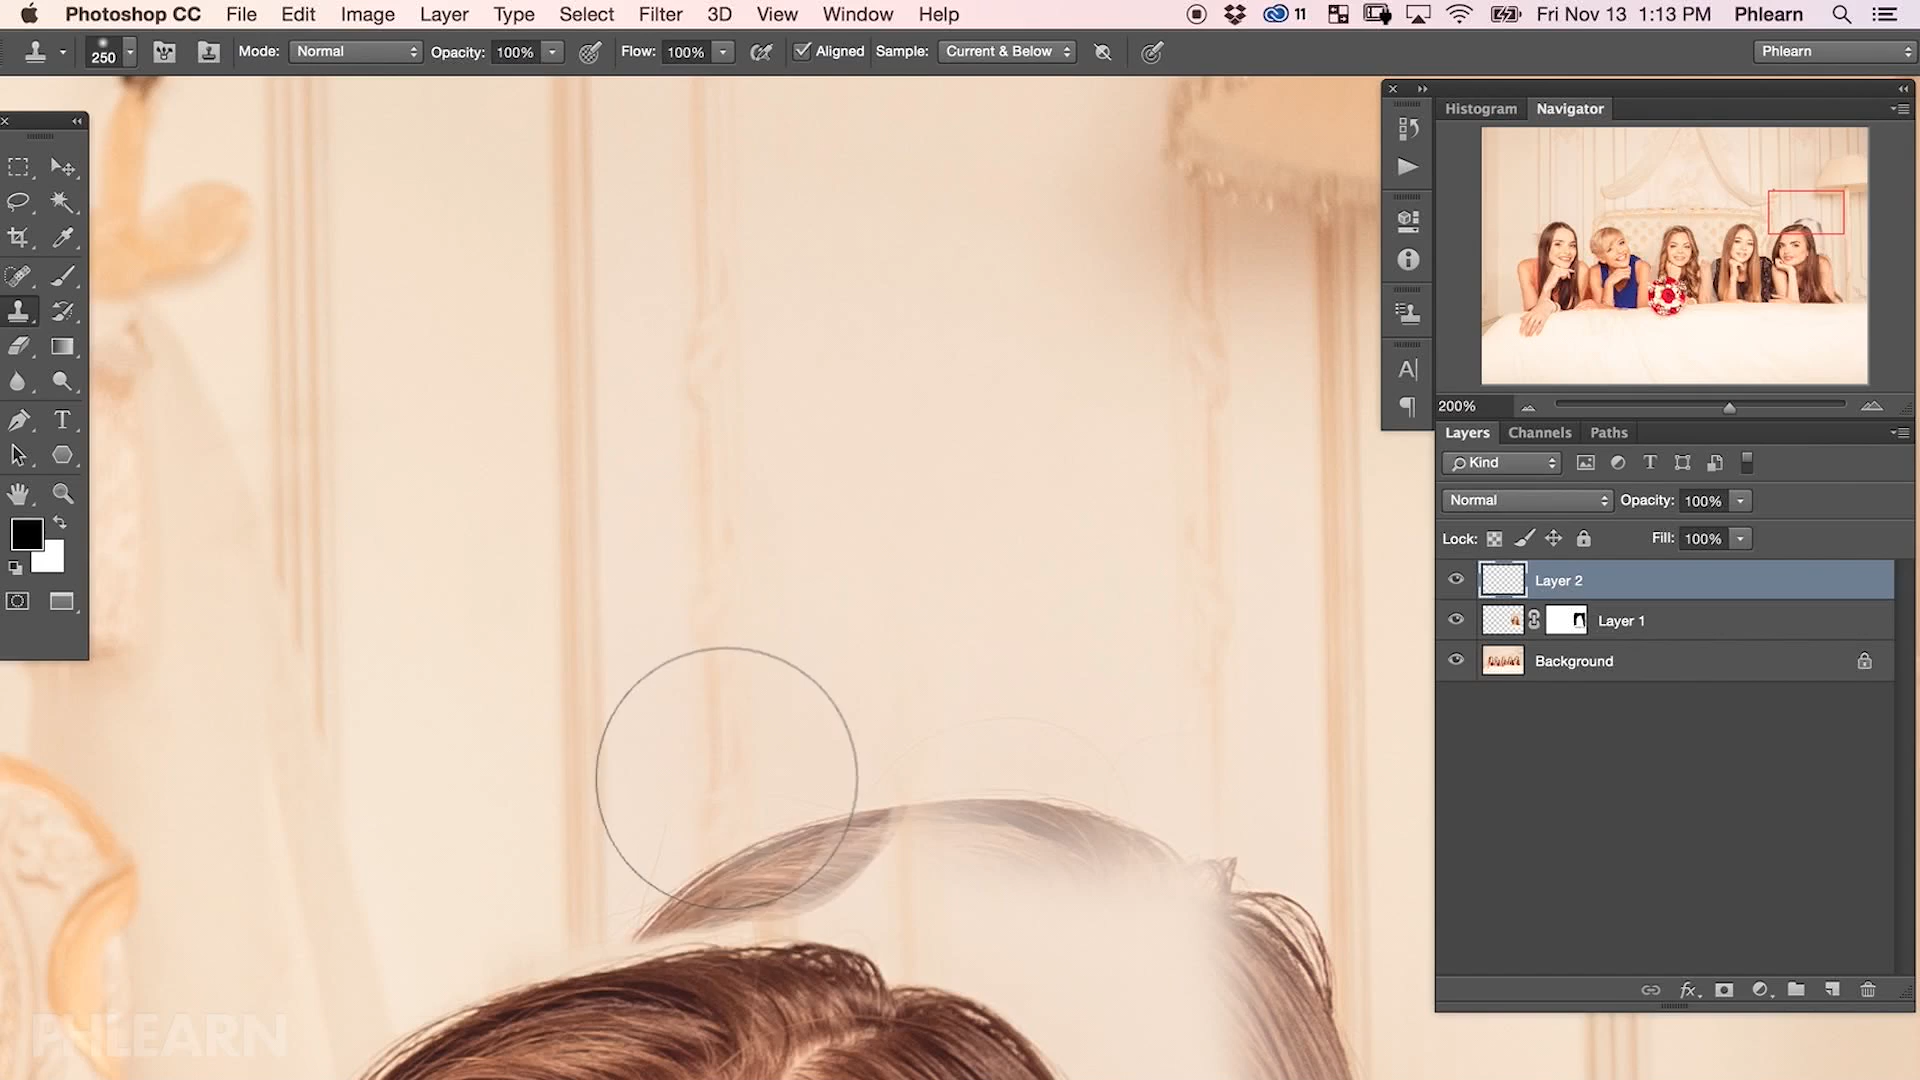 Photoshop CC File Edit Image Layer Type Select Filter 3D View Window Help 11 Fri Nov 13 1:13 PM Phlearn
250 Mode: Normal Opacity: 100% Flow: 100% Aligned Sample: Current & Below Phlearn
Histogram Navigator
200%
Layers Channels Paths
Kind
Normal Opacity: 100%
Lock: Fill: 100%
Layer 2
Layer 1
Background
PHLEARN